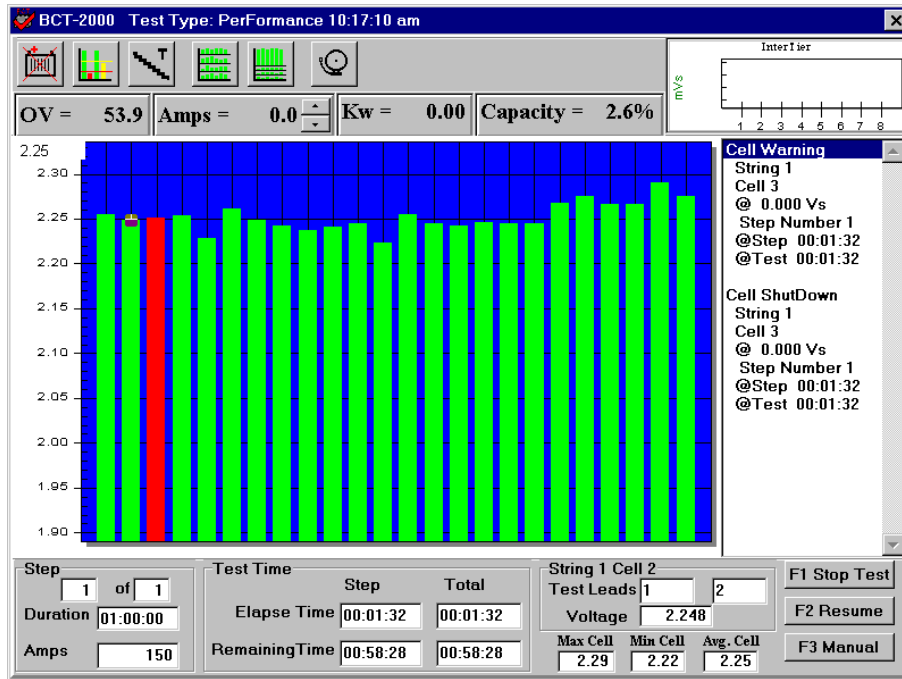 BCT-2000 Test Type: PerFormance 10:17:10 am
T
InterTier
mVs
1 2 3 4 5 6 7 8
OV = 53.9 Amps = 0.0 Kw = 0.00 Capacity = 2.6%
2.25
2.30
2.25
2.20
2.15
2.10
2.05
2.00
1.95
1.90
Cell Warning
String 1
Cell 3
@ 0.000 Vs
Step Number 1
@Step 00:01:32
@Test 00:01:32
Cell ShutDown
String 1
Cell 3
@ 0.000 Vs
Step Number 1
@Step 00:01:32
@Test 00:01:32
Step
1 of 1
Duration 01:00:00
Amps 150
Test Time
Step Total
Elapse Time 00:01:32 00:01:32
RemainingTime 00:58:28 00:58:28
String 1 Cell 2
Test Leads 1 2
Voltage 2.248
Max Cell Min Cell Avg. Cell
2.29 2.22 2.25
F1 Stop Test
F2 Resume
F3 Manual